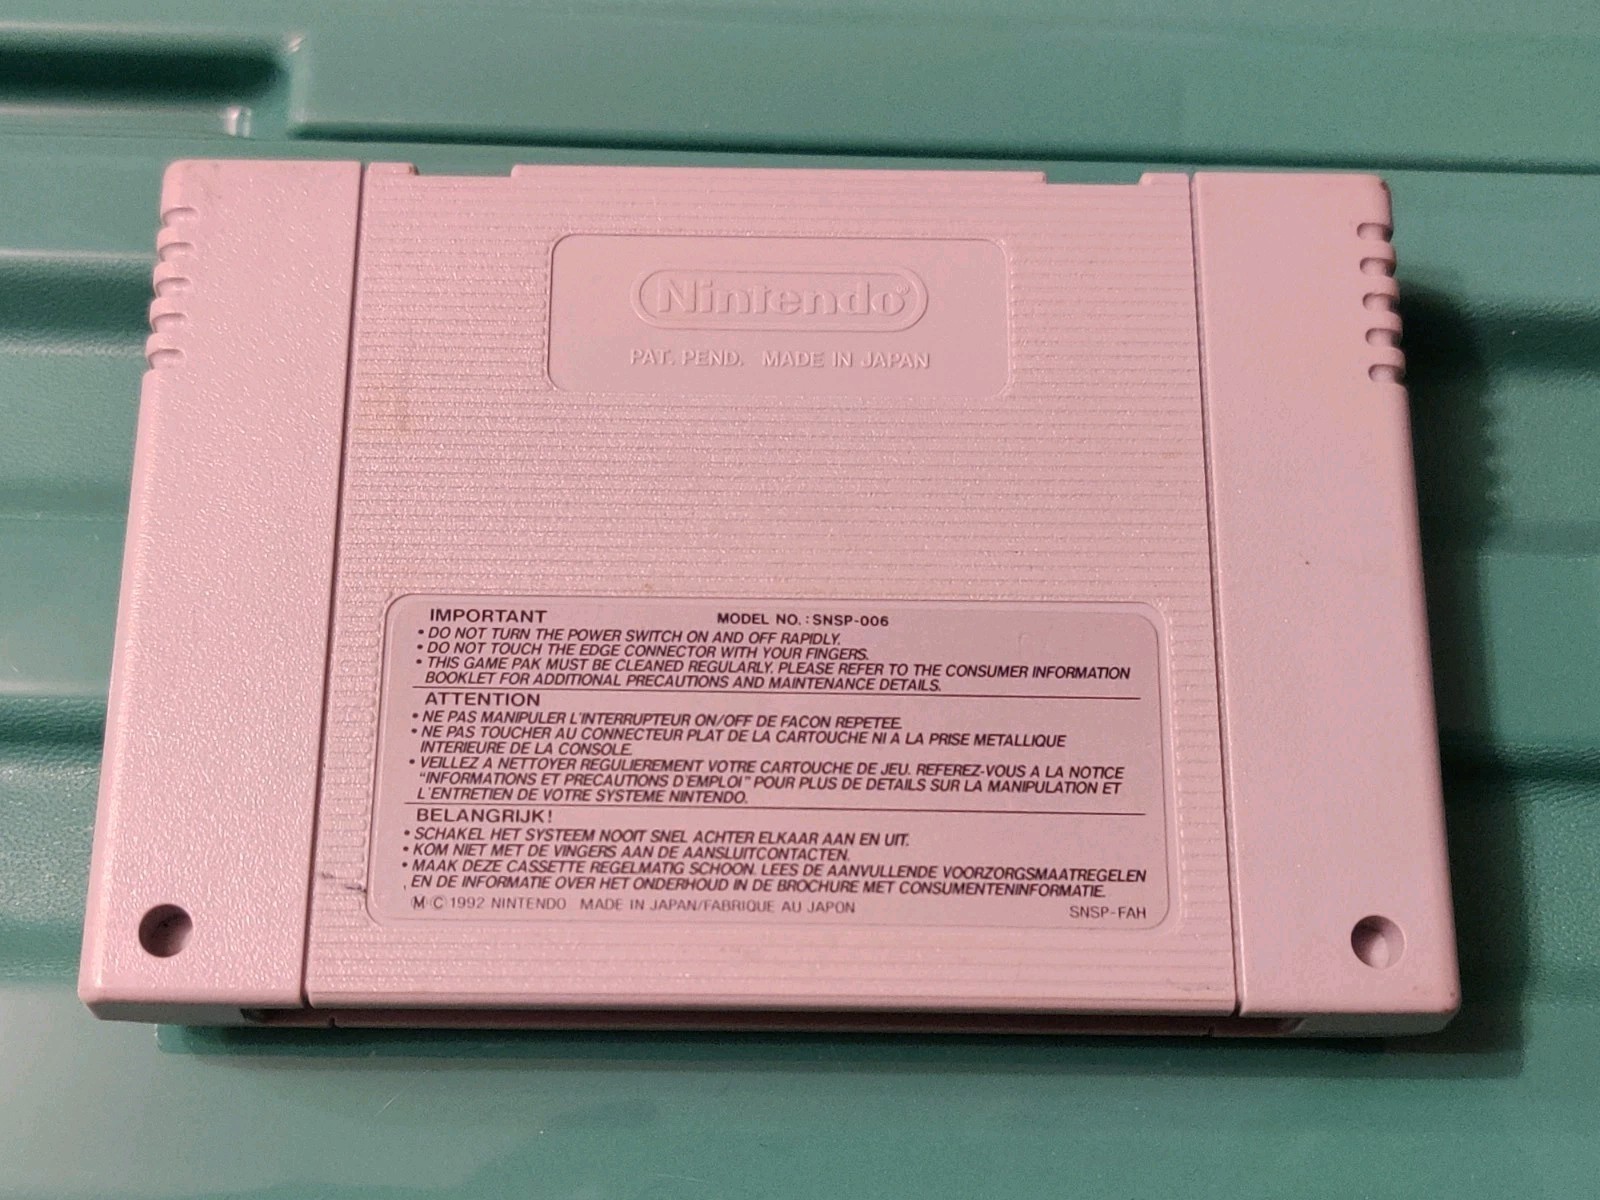 Nintendo®
PAT. PEND. MADE IN JAPAN
IMPORTANT MODEL NO.: SNSP-006
• DO NOT TURN THE POWER SWITCH ON AND OFF RAPIDLY.
• DO NOT TOUCH THE EDGE CONNECTOR WITH YOUR FINGERS.
• THIS GAME PAK MUST BE CLEANED REGULARLY. PLEASE REFER TO THE CONSUMER INFORMATION
BOOKLET FOR ADDITIONAL PRECAUTIONS AND MAINTENANCE DETAILS.
ATTENTION
• NE PAS MANIPULER L'INTERRUPTEUR ON/OFF DE FACON REPETEE.
• NE PAS TOUCHER AU CONNECTEUR PLAT DE LA CARTOUCHE NI A LA PRISE METALLIQUE
INTERIEURE DE LA CONSOLE.
• VEILLEZ A NETTOYER REGULIEREMENT VOTRE CARTOUCHE DE JEU. REFEREZ-VOUS A LA NOTICE
"INFORMATIONS ET PRECAUTIONS D'EMPLOI" POUR PLUS DE DETAILS SUR LA MANIPULATION ET
L'ENTRETIEN DE VOTRE SYSTEME NINTENDO.
BELANGRIJK!
• SCHAKEL HET SYSTEEM NOOIT SNEL ACHTER ELKAAR AAN EN UIT.
• KOM NIET MET DE VINGERS AAN DE AANSLUITCONTACTEN.
• MAAK DEZE CASSETTE REGELMATIG SCHOON. LEES DE AANVULLENDE VOORZORGSMAATREGELEN
, EN DE INFORMATIE OVER HET ONDERHOUD IN DE BROCHURE MET CONSUMENTENINFORMATIE.
Ⓜ © 1992 NINTENDO MADE IN JAPAN/FABRIQUE AU JAPON SNSP-FAH